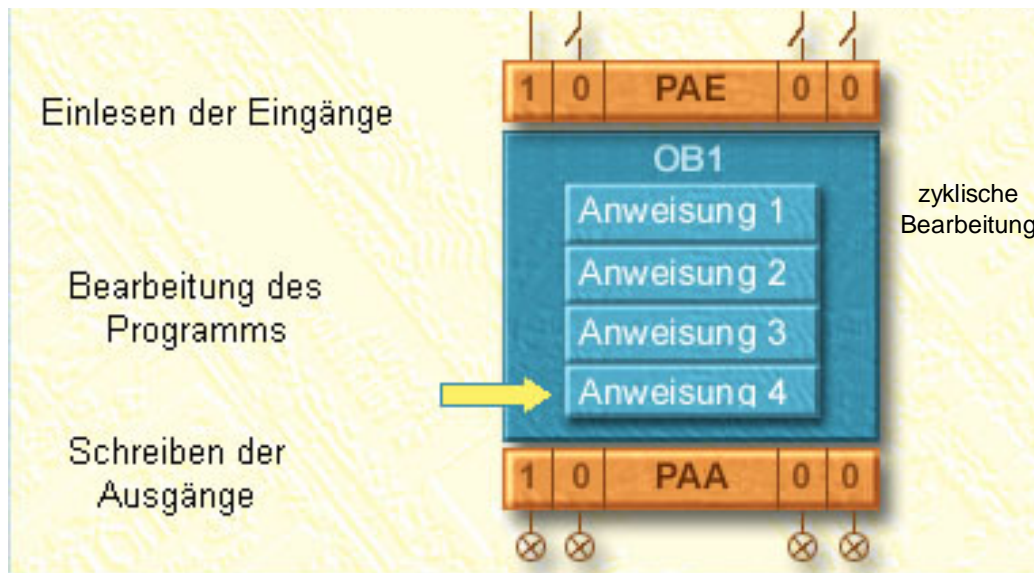 1 0 PAE 0 0
Einlesen der Eingänge
OB1
Anweisung 1
zyklische
Bearbeitung
Anweisung 2
Bearbeitung des
Programms
Anweisung 3
Anweisung 4
Schreiben der
Ausgänge
1 0 PAA 0 0